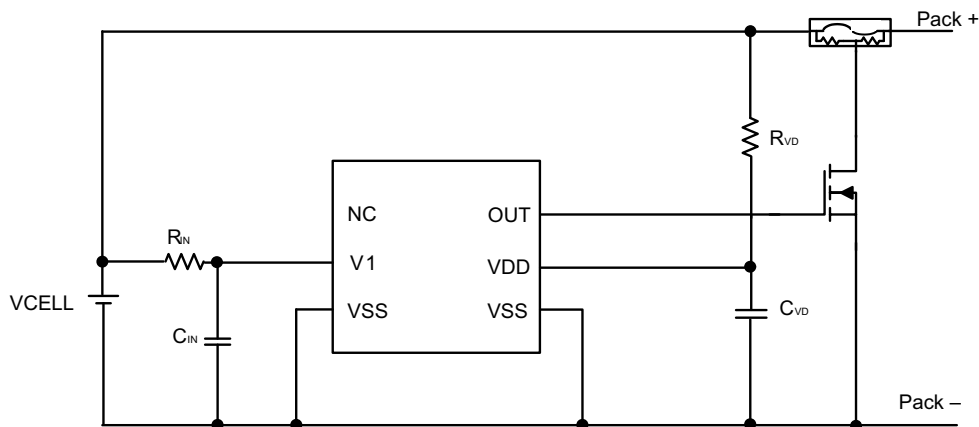 Pack +
RVD
NC
OUT
RIN
V1
VDD
VCELL
VSS
VSS
CIN
CVD
Pack –